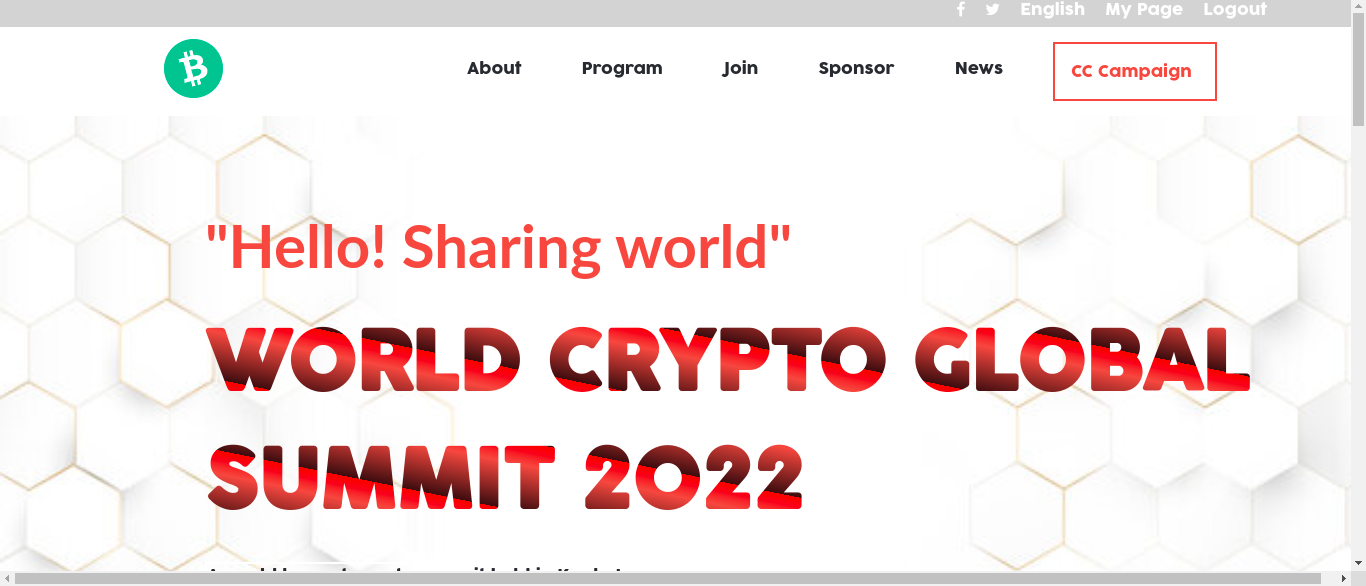 English My Page Logout
About Program Join Sponsor News CC Campaign
"Hello! Sharing world"
WORLD CRYPTO GLOBAL
SUMMIT 2022